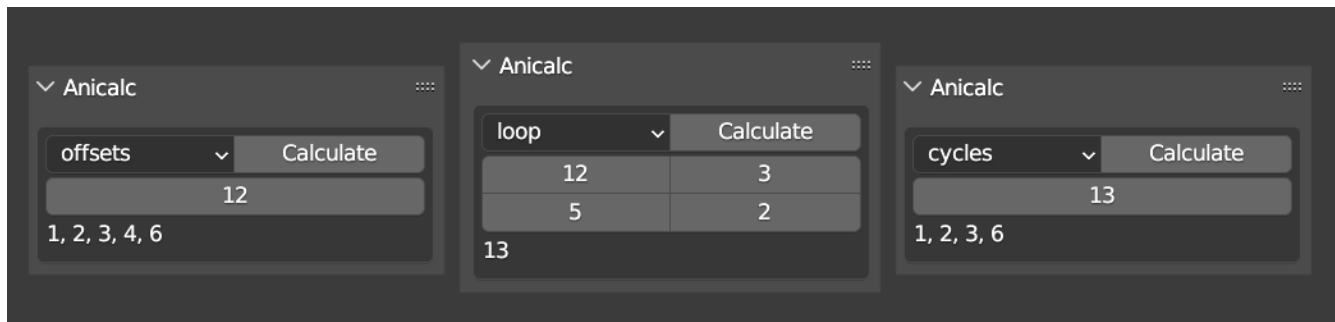 Anicalc
offsets Calculate
12
1, 2, 3, 4, 6
Anicalc
loop Calculate
12 3
5 2
13
Anicalc
cycles Calculate
13
1, 2, 3, 6